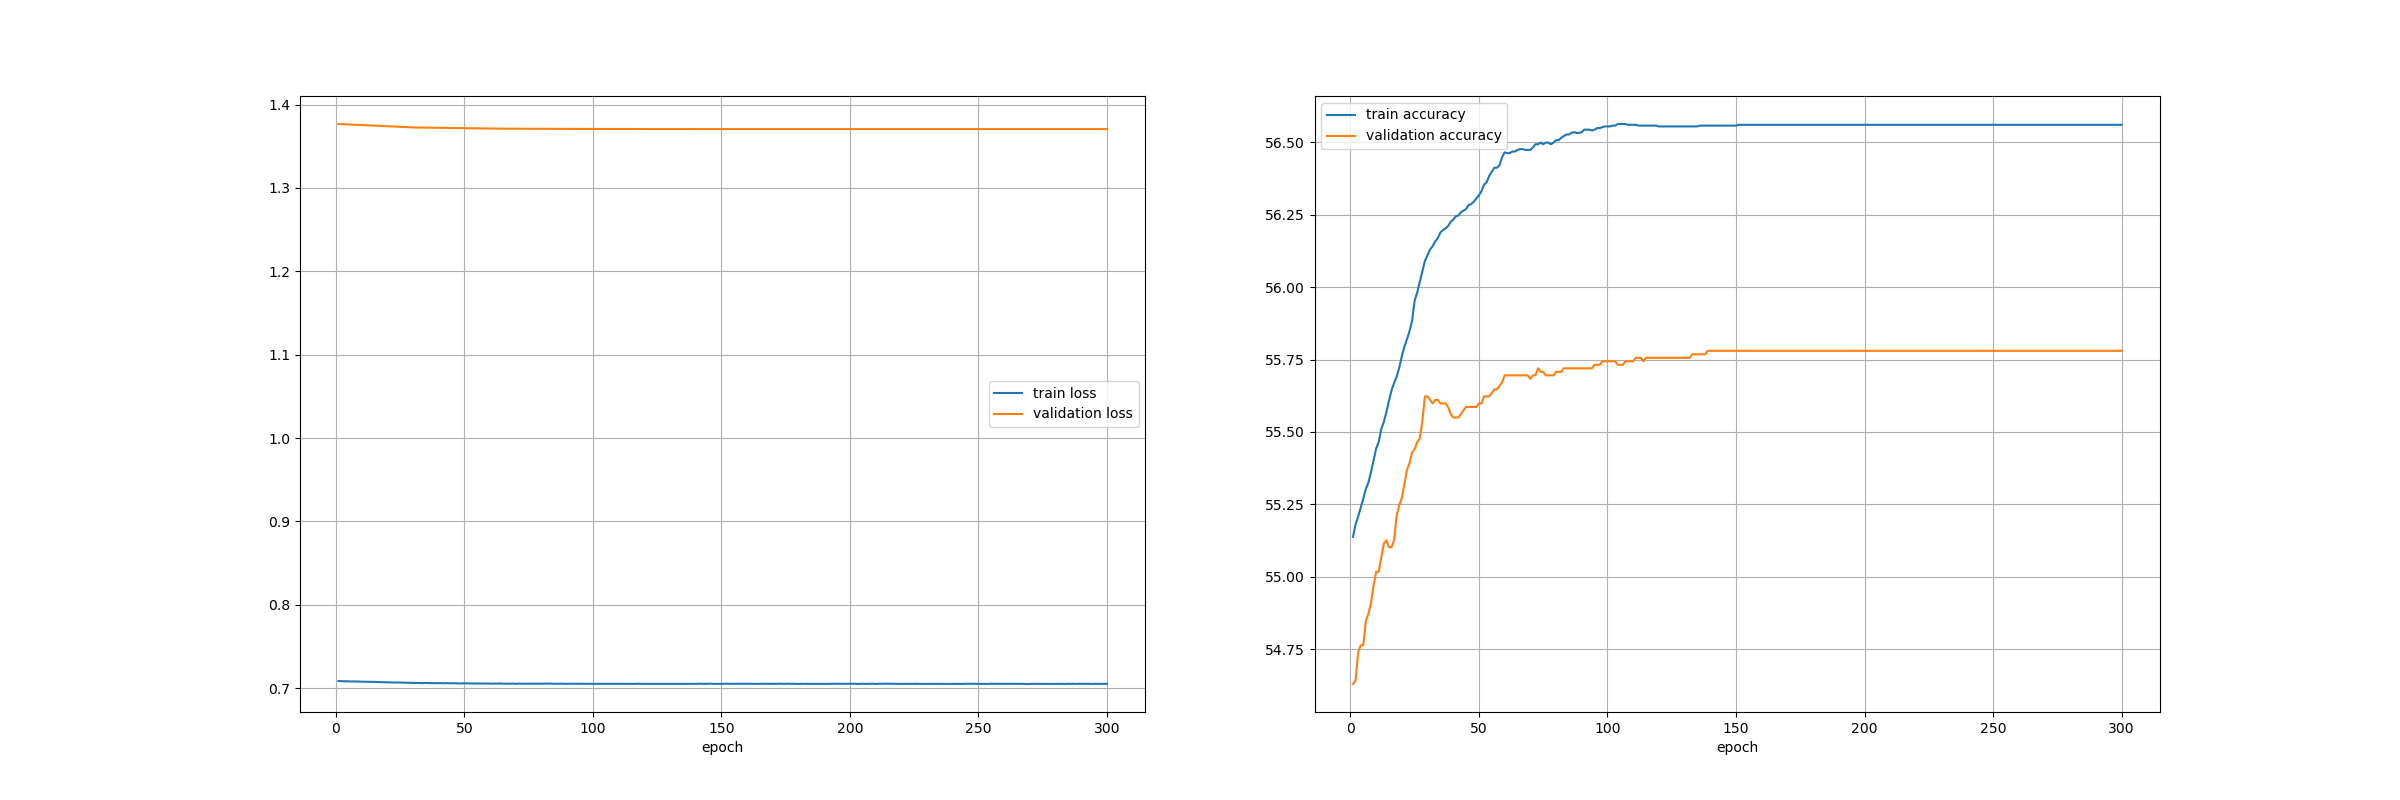 1.4
1.3
1.2
1.1
1.0
0.9
0.8
0.7
0 50 100 150 200 250 300
epoch
train loss
validation loss
56.50
56.25
56.00
55.75
55.50
55.25
55.00
54.75
0 50 100 150 200 250 300
epoch
train accuracy
validation accuracy